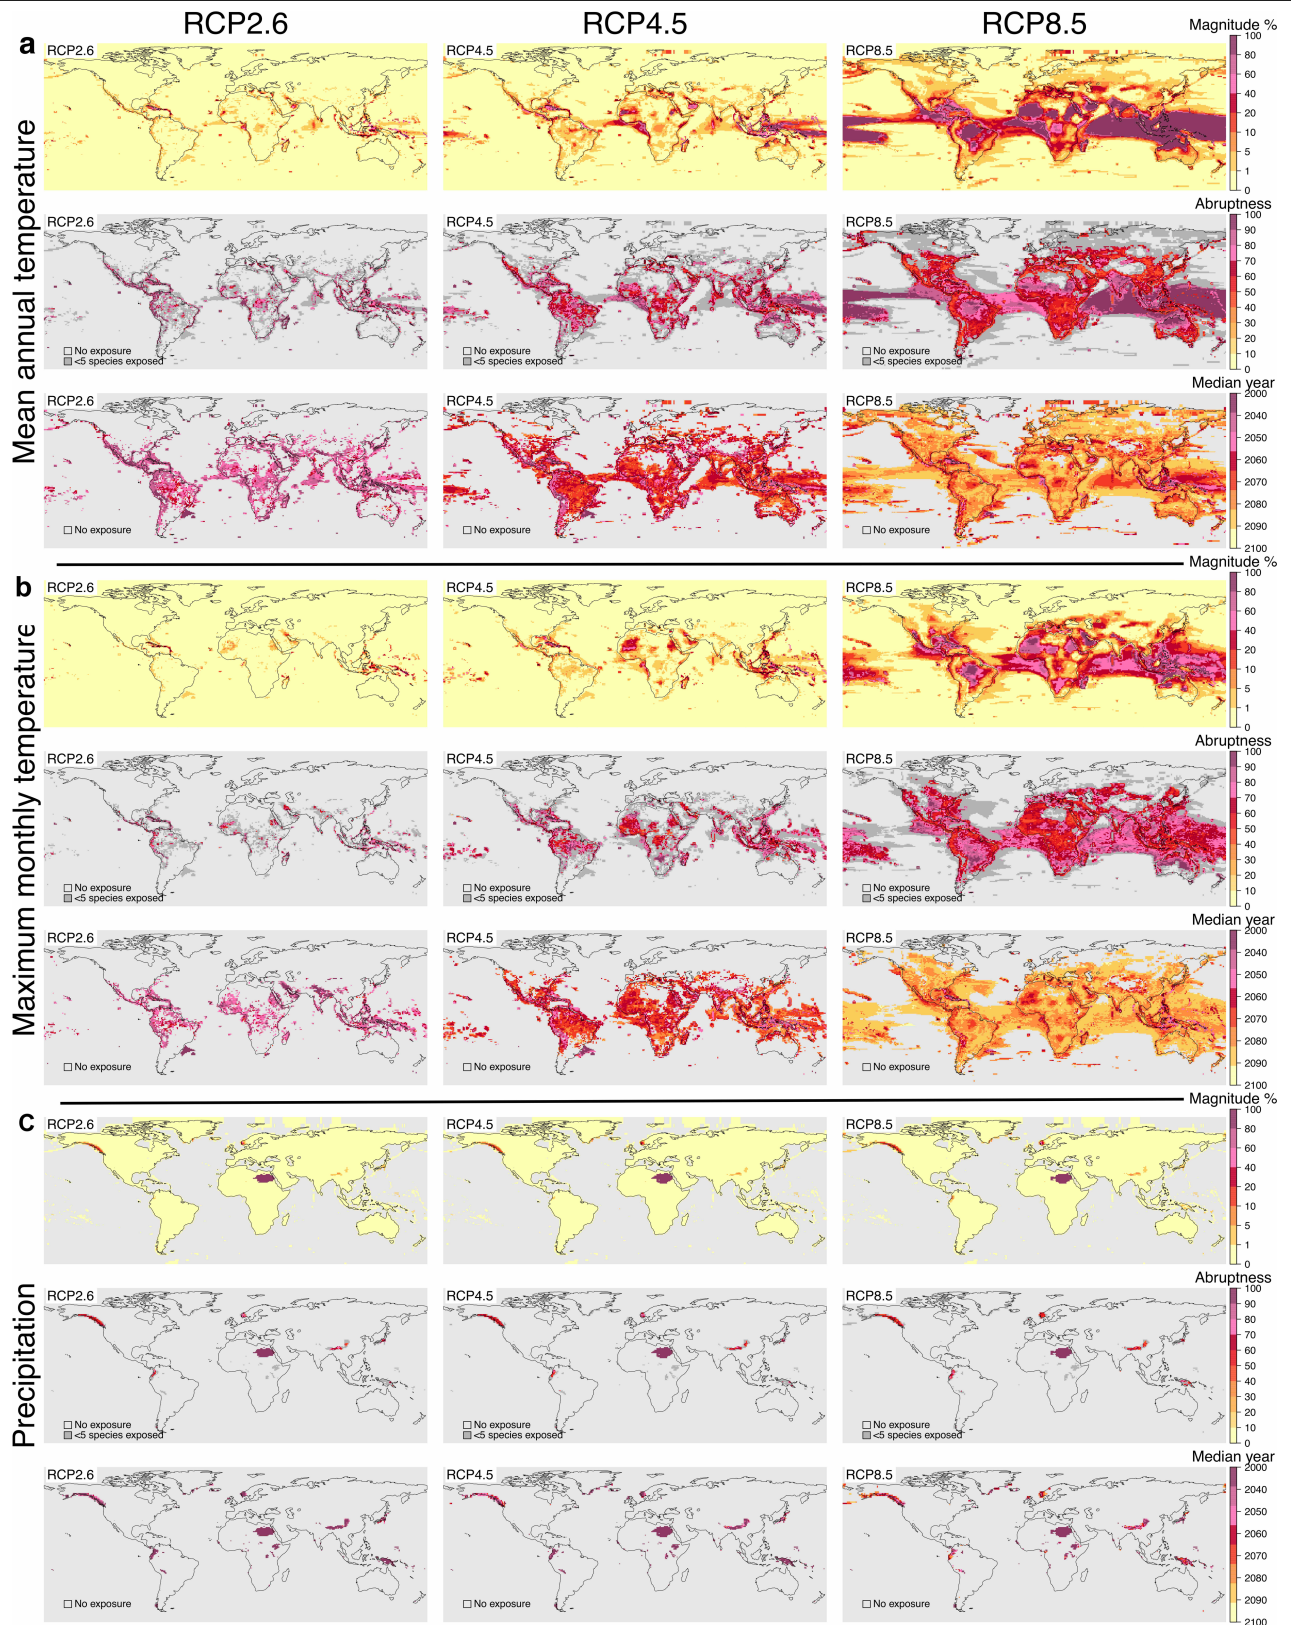 RCP2.6 RCP4.5 RCP8.5
Magnitude %
a
RCP2.6 RCP4.5 RCP8.5
100
80
60
40
20
10
5
1
0
Mean annual temperature
Abruptness
RCP2.6 RCP4.5 RCP8.5
100
90
80
70
60
50
40
30
20
10
0
No exposure No exposure No exposure
<5 species exposed <5 species exposed <5 species exposed
Median year
RCP2.6 RCP4.5 RCP8.5
2000
2040
2050
2060
2070
2080
2090
2100
No exposure No exposure No exposure
Magnitude %
b
RCP2.6 RCP4.5 RCP8.5
100
80
60
40
20
10
5
1
0
Maximum monthly temperature
Abruptness
RCP2.6 RCP4.5 RCP8.5
100
90
80
70
60
50
40
30
20
10
0
No exposure No exposure No exposure
<5 species exposed <5 species exposed <5 species exposed
Median year
RCP2.6 RCP4.5 RCP8.5
2000
2040
2050
2060
2070
2080
2090
2100
No exposure No exposure No exposure
Magnitude %
c
RCP2.6 RCP4.5 RCP8.5
100
80
60
40
20
10
5
1
0
Precipitation
Abruptness
RCP2.6 RCP4.5 RCP8.5
100
90
80
70
60
50
40
30
20
10
0
No exposure No exposure No exposure
<5 species exposed <5 species exposed <5 species exposed
Median year
RCP2.6 RCP4.5 RCP8.5
2000
2040
2050
2060
2070
2080
2090
2100
No exposure No exposure No exposure